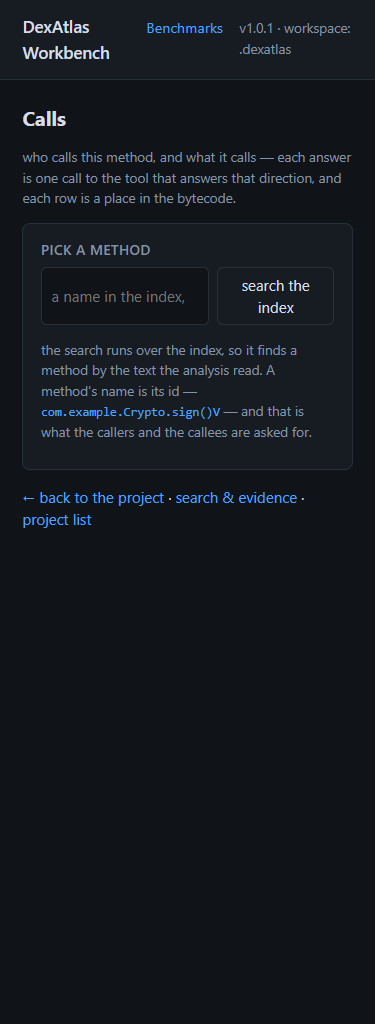 DexAtlas Workbench
Benchmarks
v1.0.1 · workspace: .dexatlas
Calls
who calls this method, and what it calls — each answer
is one call to the tool that answers that direction, and
each row is a place in the bytecode.
PICK A METHOD
a name in the index,
search the index
the search runs over the index, so it finds a
method by the text the analysis read. A
method's name is its id —
com.example.Crypto.sign()V — and that is
what the callers and the callees are asked for.
← back to the project · search & evidence ·
project list